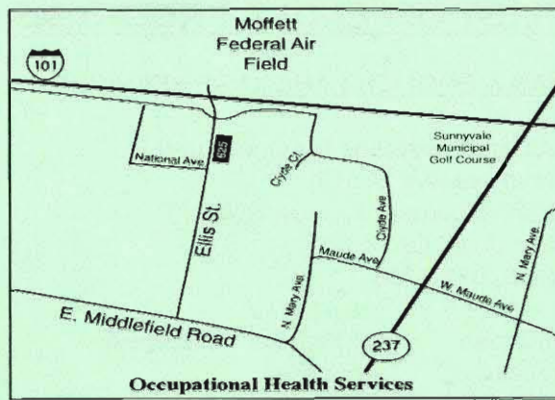 Moffett
Federal Air
Field
101
Sunnyvale
Municipal
Golf Course
National Ave
625
Clyde Ct.
Ellis St.
Clyde Ave
N. Mary Ave.
Maude Ave
N. Mary Ave.
W. Maude Ave
E. Middlefield Road
237
Occupational Health Services